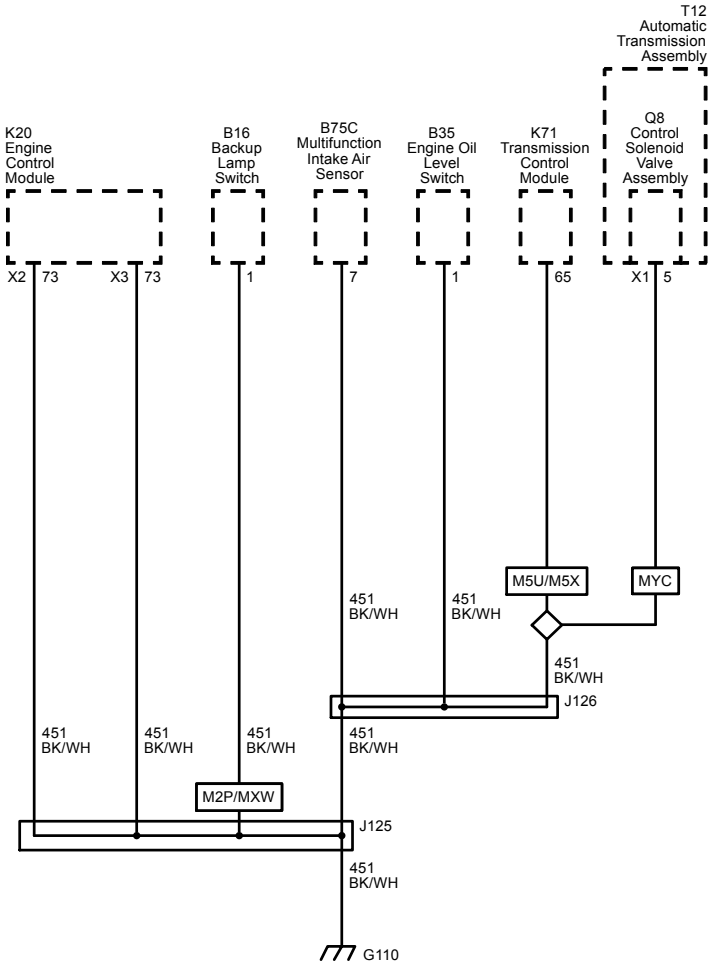 T12
Automatic
Transmission
Assembly
K20
Engine
Control
Module
B16
Backup
Lamp
Switch
B75C
Multifunction
Intake Air
Sensor
B35
Engine Oil
Level
Switch
K71
Transmission
Control
Module
Q8
Control
Solenoid
Valve
Assembly
X2 73
X3 73
1
7
1
65
X1 5
M5U/M5X
MYC
451
BK/WH
451
BK/WH
451
BK/WH
J126
451
BK/WH
451
BK/WH
451
BK/WH
451
BK/WH
M2P/MXW
J125
451
BK/WH
G110